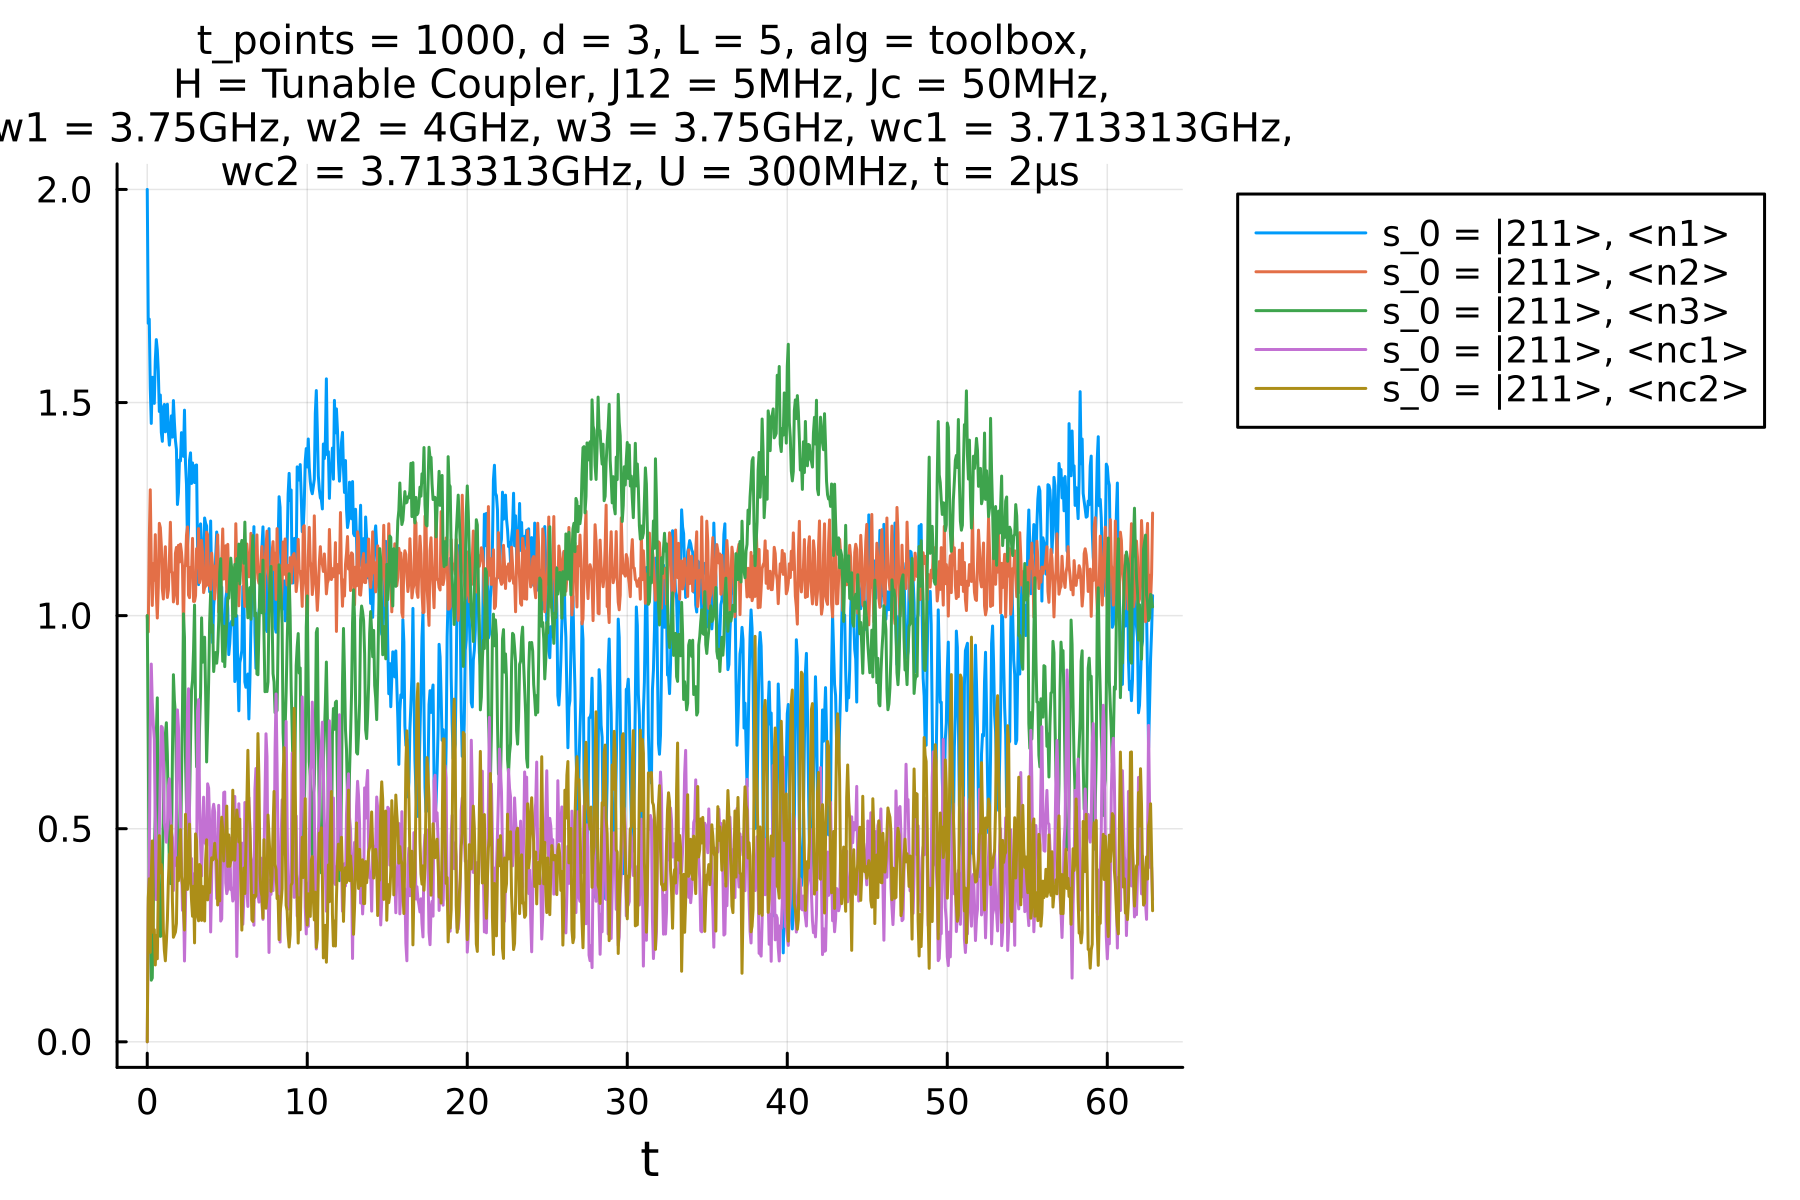 t_points = 1000, d = 3, L = 5, alg = toolbox,
H = Tunable Coupler, J12 = 5MHz, Jc = 50MHz,
w1 = 3.75GHz, w2 = 4GHz, w3 = 3.75GHz, wc1 = 3.713313GHz,
wc2 = 3.713313GHz, U = 300MHz, t = 2μs
2.0
1.5
1.0
0.5
0.0
0 10 20 30 40 50 60
t
s_0 = |211>, <n1>
s_0 = |211>, <n2>
s_0 = |211>, <n3>
s_0 = |211>, <nc1>
s_0 = |211>, <nc2>